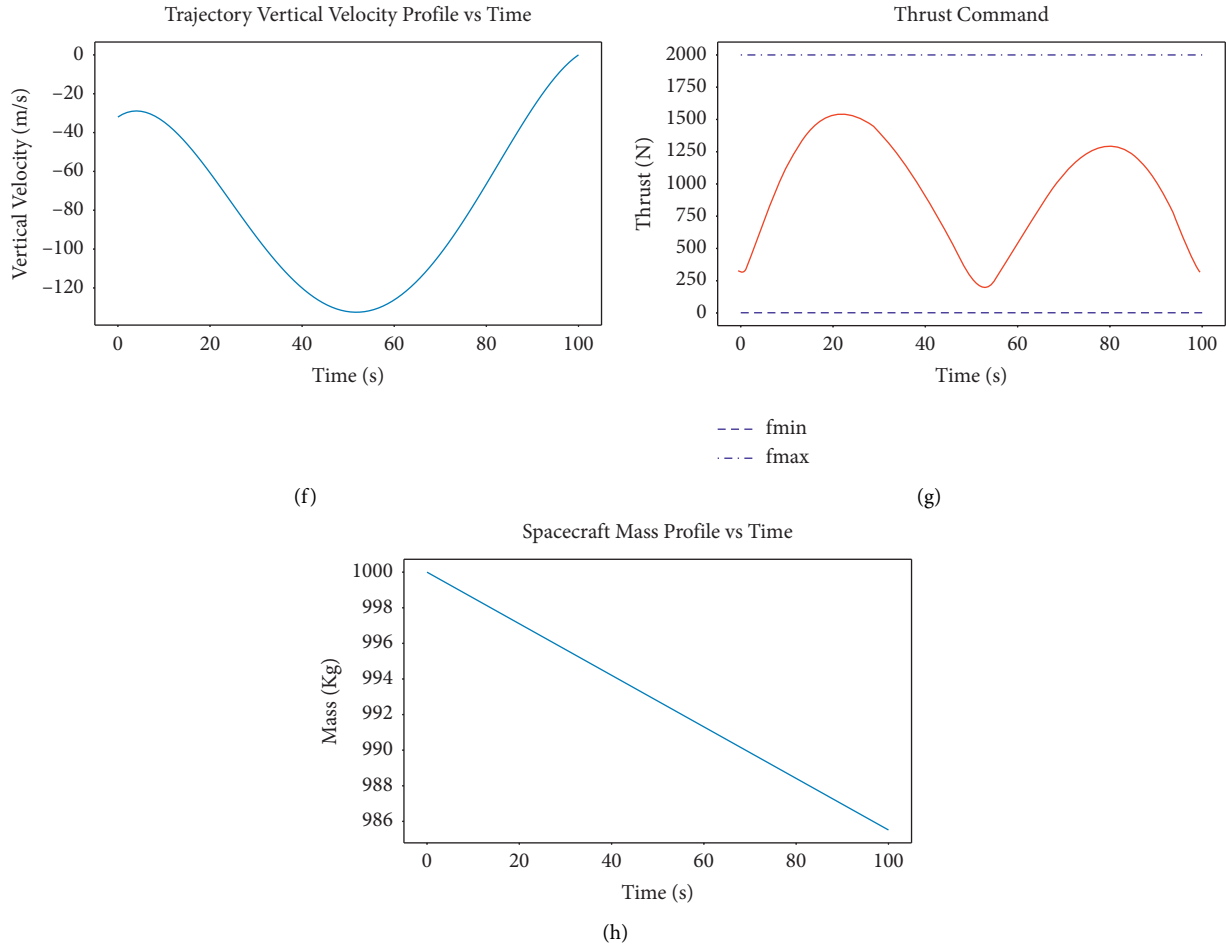 Trajectory Vertical Velocity Profile vs Time
Vertical Velocity (m/s)
0
–20
–40
–60
–80
–100
–120
0 20 40 60 80 100
Time (s)
(f)
Thrust Command
Thrust (N)
2000
1750
1500
1250
1000
750
500
250
0
0 20 40 60 80 100
Time (s)
fmin
fmax
(g)
Spacecraft Mass Profile vs Time
Mass (Kg)
1000
998
996
994
992
990
988
986
0 20 40 60 80 100
Time (s)
(h)